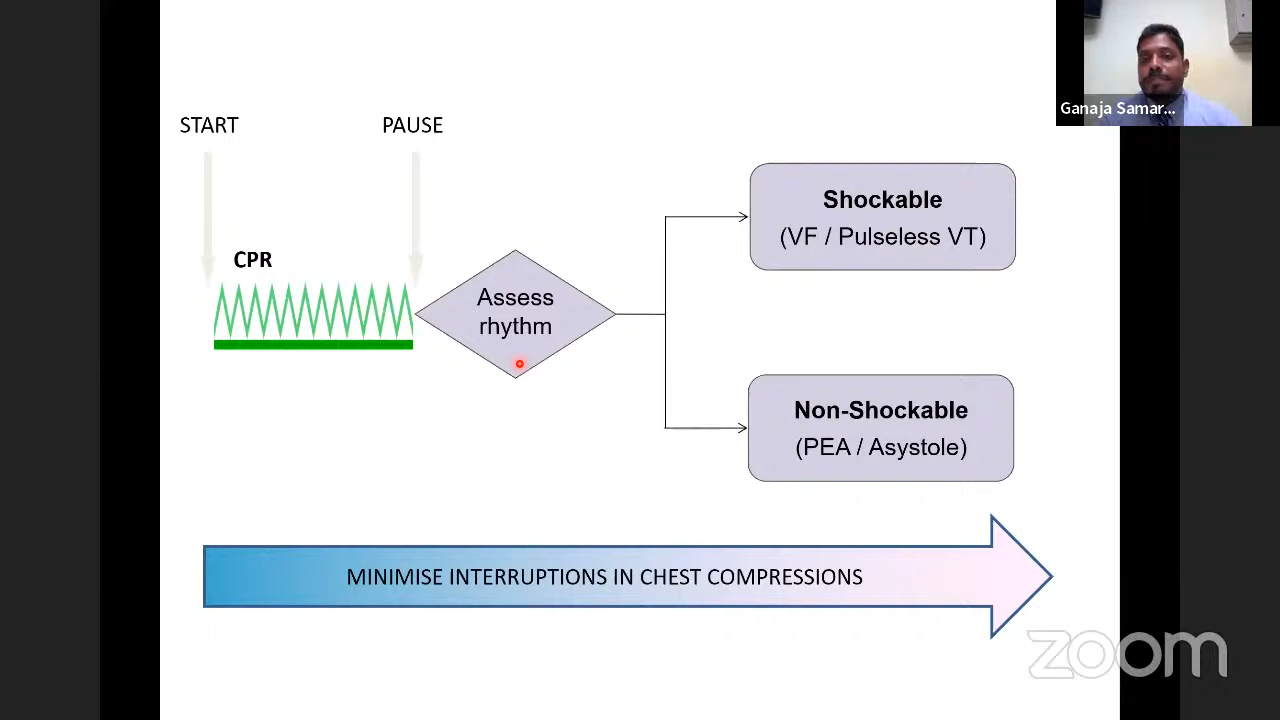 START
PAUSE
CPR
Assess
rhythm
Shockable
(VF / Pulseless VT)
Non-Shockable
(PEA / Asystole)
MINIMISE INTERRUPTIONS IN CHEST COMPRESSIONS
Ganaja Samar...
zoom